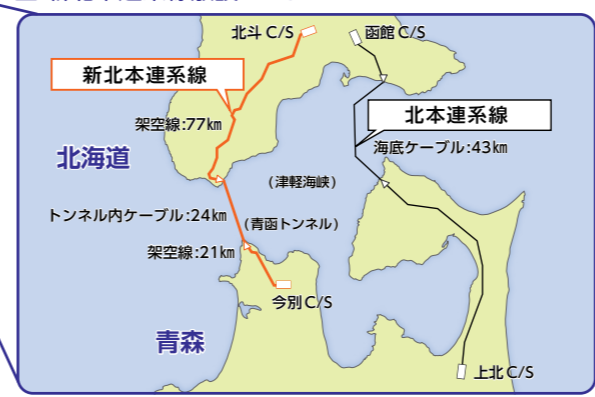 北斗 C/S
函館 C/S
新北本連系線
北本連系線
架空線:77km
海底ケーブル:43km
北海道
(津軽海峡)
トンネル内ケーブル:24km
(青函トンネル)
架空線:21km
今別 C/S
青森
上北 C/S